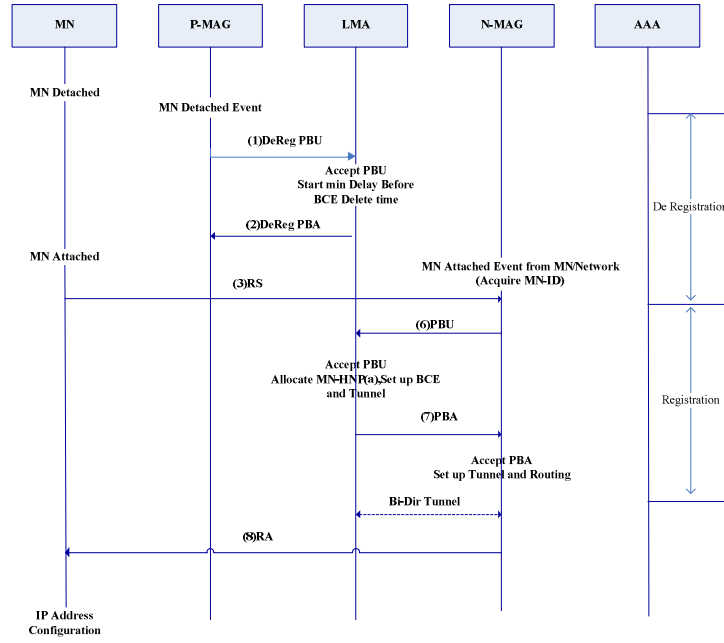 MN
P-MAG
LMA
N-MAG
AAA
MN Detached
MN Detached Event
(1)DeReg PBU
Accept PBU
Start min Delay Before
BCE Delete time
De Registration
(2)DeReg PBA
MN Attached
MN Attached Event from MN/Network
(Acquire MN-ID)
(3)RS
(6)PBU
Accept PBU
Allocate MN-HNP(a),Set up BCE
and Tunnel
Registration
(7)PBA
Accept PBA
Set up Tunnel and Routing
Bi-Dir Tunnel
(8)RA
IP Address
Configuration